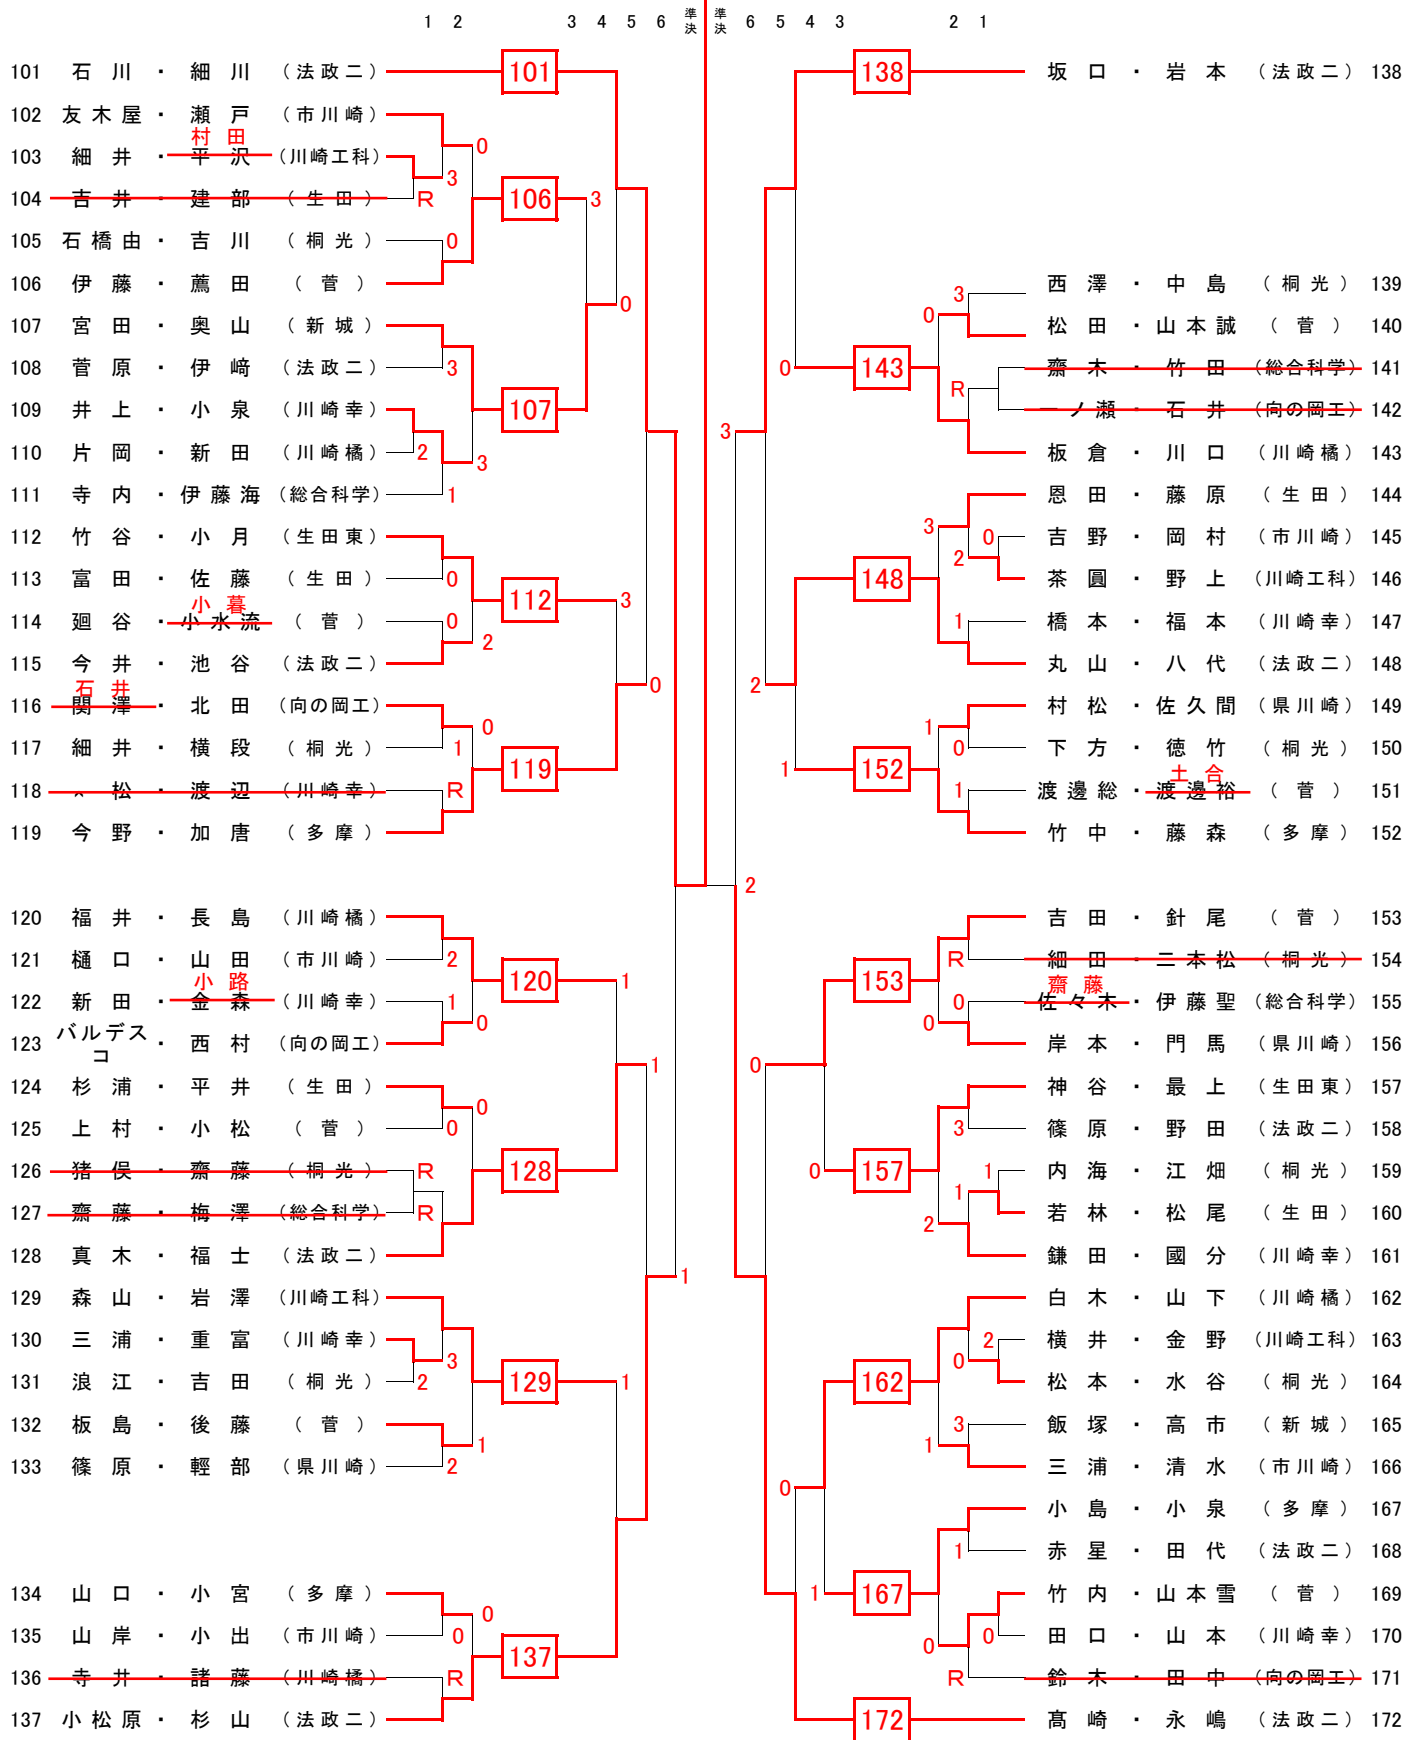 1 2 3 4 5 6 準決 準決 6 5 4 3 2 1
101 石川・細川 （法政二） 101
102 友木屋・瀬戸 （市川崎）
村田
0
103 細井・平沢 （川崎工科）
3
104 吉井・建部 （生田） R 106 3
105 石橋由・吉川 （桐光） 0
106 伊藤・薦田 （菅）
0
107 宮田・奥山 （新城）
108 菅原・伊﨑 （法政二） 3
109 井上・小泉 （川崎幸） 107
110 片岡・新田 （川崎橘） 2 3
111 寺内・伊藤海 （総合科学） 1
112 竹谷・小月 （生田東）
113 富田・佐藤 （生田） 0
小暮
112 3
114 廻谷・小水流 （菅） 0
2
115 今井・池谷 （法政二）
石井
0
116 関澤・北田 （向の岡工）
0
117 細井・横段 （桐光） 1
119
118 松・渡辺 （川崎幸） R
119 今野・加唐 （多摩）
120 福井・長島 （川崎橘）
121 樋口・山田 （市川崎） 2
小路
120 1
122 新田・金森 （川崎幸） 1
0
123 バルデスコ・西村 （向の岡工）
1
124 杉浦・平井 （生田）
0
125 上村・小松 （菅） 0
126 猪俣・齋藤 （桐光） R 128
127 齋藤・梅澤 （総合科学） R
128 真木・福士 （法政二）
1
129 森山・岩澤 （川崎工科）
130 三浦・重富 （川崎幸） 3
131 浪江・吉田 （桐光） 2 129 1
132 板島・後藤 （菅）
1
133 篠原・輕部 （県川崎） 2
134 山口・小宮 （多摩）
0
135 山岸・小出 （市川崎） 0
137
136 寺井・諸藤 （川崎橘） R
137 小松原・杉山 （法政二）
138 坂口・岩本 （法政二） 138
3 西澤・中島 （桐光） 139
0
松田・山本誠 （菅） 140
0 143 齋木・竹田 （総合科学） 141
R
一ノ瀬・石井 （向の岡工） 142
3
板倉・川口 （川崎橘） 143
恩田・藤原 （生田） 144
3
0 吉野・岡村 （市川崎） 145
2
148 茶圓・野上 （川崎工科） 146
1 橋本・福本 （川崎幸） 147
丸山・八代 （法政二） 148
2
村松・佐久間 （県川崎） 149
1
0 下方・徳竹 （桐光） 150
1 152 土合
1 渡邊総・渡邊裕 （菅） 151
竹中・藤森 （多摩） 152
2
吉田・針尾 （菅） 153
R 細田・二本松 （桐光） 154
153 齋藤
0 佐々木・伊藤聖 （総合科学） 155
0
岸本・門馬 （県川崎） 156
0
神谷・最上 （生田東） 157
3 篠原・野田 （法政二） 158
0 157 1 内海・江畑 （桐光） 159
1
若林・松尾 （生田） 160
2
鎌田・國分 （川崎幸） 161
白木・山下 （川崎橘） 162
2 横井・金野 （川崎工科） 163
0
162 松本・水谷 （桐光） 164
3 飯塚・高市 （新城） 165
1
三浦・清水 （市川崎） 166
0
小島・小泉 （多摩） 167
1 赤星・田代 （法政二） 168
1 167 竹内・山本雪 （菅） 169
0 0 田口・山本 （川崎幸） 170
R 鈴木・田中 （向の岡工） 171
172 髙崎・永嶋 （法政二） 172